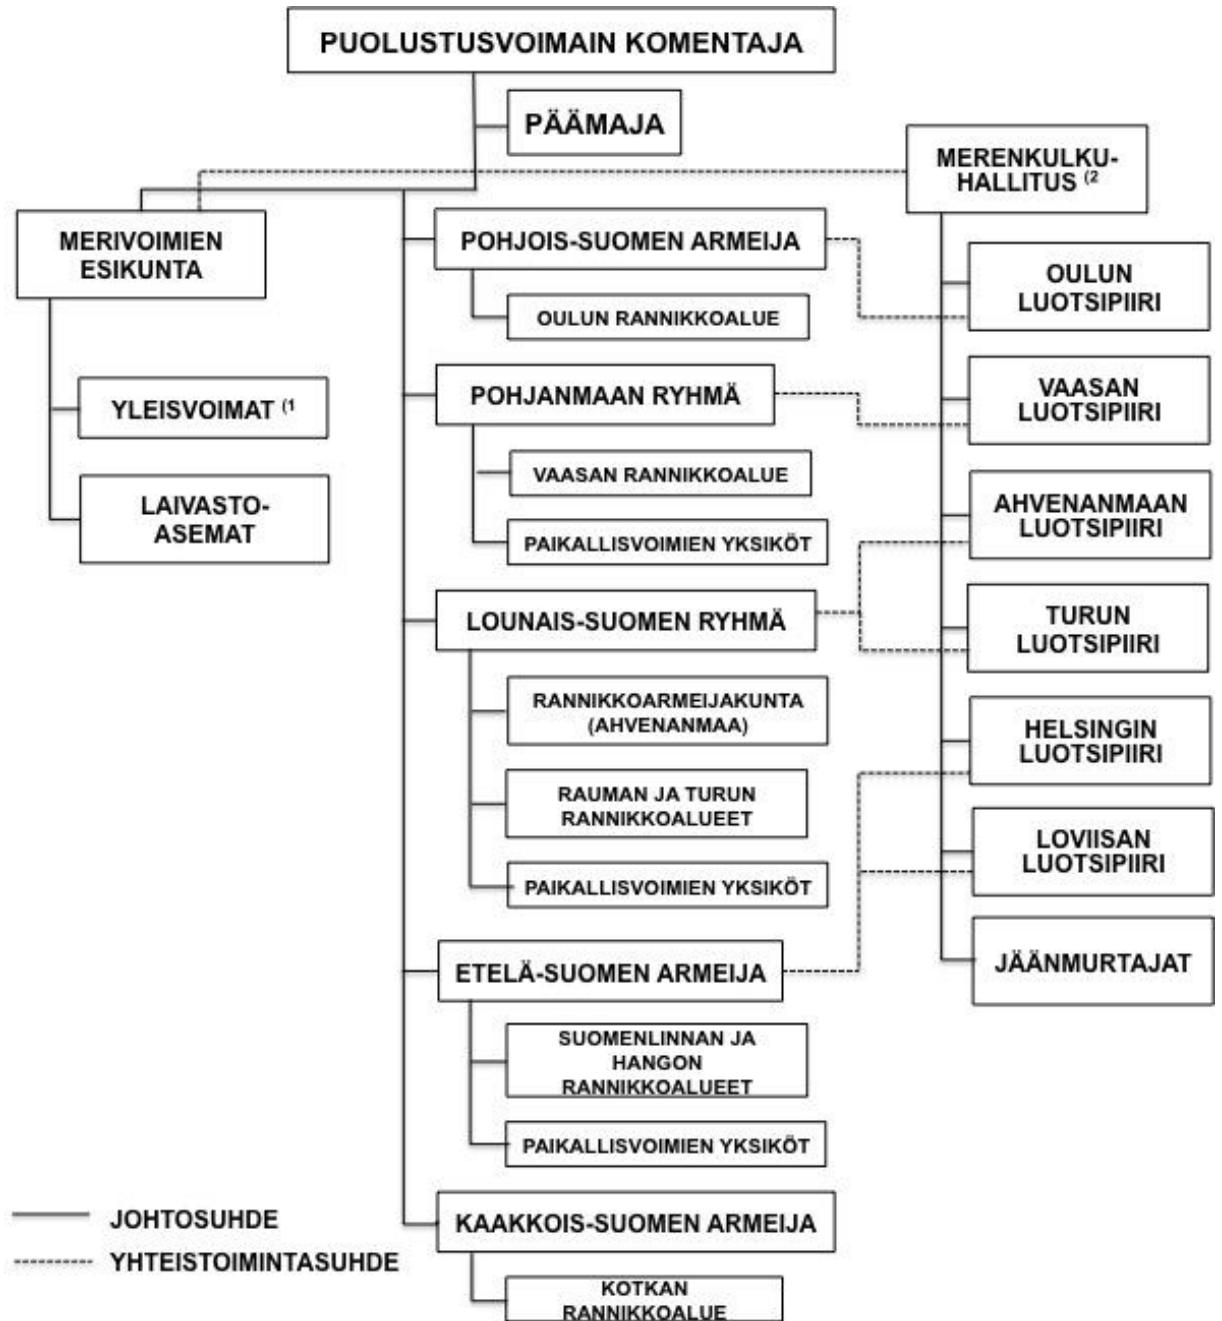 PUOLUSTUSVOIMAIN KOMENTAJA
PÄÄMAJA
MERENKULKU-
HALLITUS (2
MERIVOIMIEN
ESIKUNTA
YLEISVOIMAT (1
LAIVASTO-
ASEMAT
POHJOIS-SUOMEN ARMEIJA
OULUN RANNIKKOALUE
POHJANMAAN RYHMÄ
VAASAN RANNIKKOALUE
PAIKALLISVOIMIEN YKSIKÖT
LOUNAIS-SUOMEN RYHMÄ
RANNIKKOARMEIJAKUNTA
(AHVENANMAA)
RAUMAN JA TURUN
RANNIKKOALUEET
PAIKALLISVOIMIEN YKSIKÖT
ETELÄ-SUOMEN ARMEIJA
SUOMENLINNAN JA
HANGON
RANNIKKOALUEET
PAIKALLISVOIMIEN YKSIKÖT
KAAKKOIS-SUOMEN ARMEIJA
KOTKAN
RANNIKKOALUE
OULUN
LUOTSIPIIRI
VAASAN
LUOTSIPIIRI
AHVENANMAAN
LUOTSIPIIRI
TURUN
LUOTSIPIIRI
HELSINGIN
LUOTSIPIIRI
LOVIISAN
LUOTSIPIIRI
JÄÄNMURTAJAT
JOHTOSUHDE
YHTEISTOIMINTASUHDE